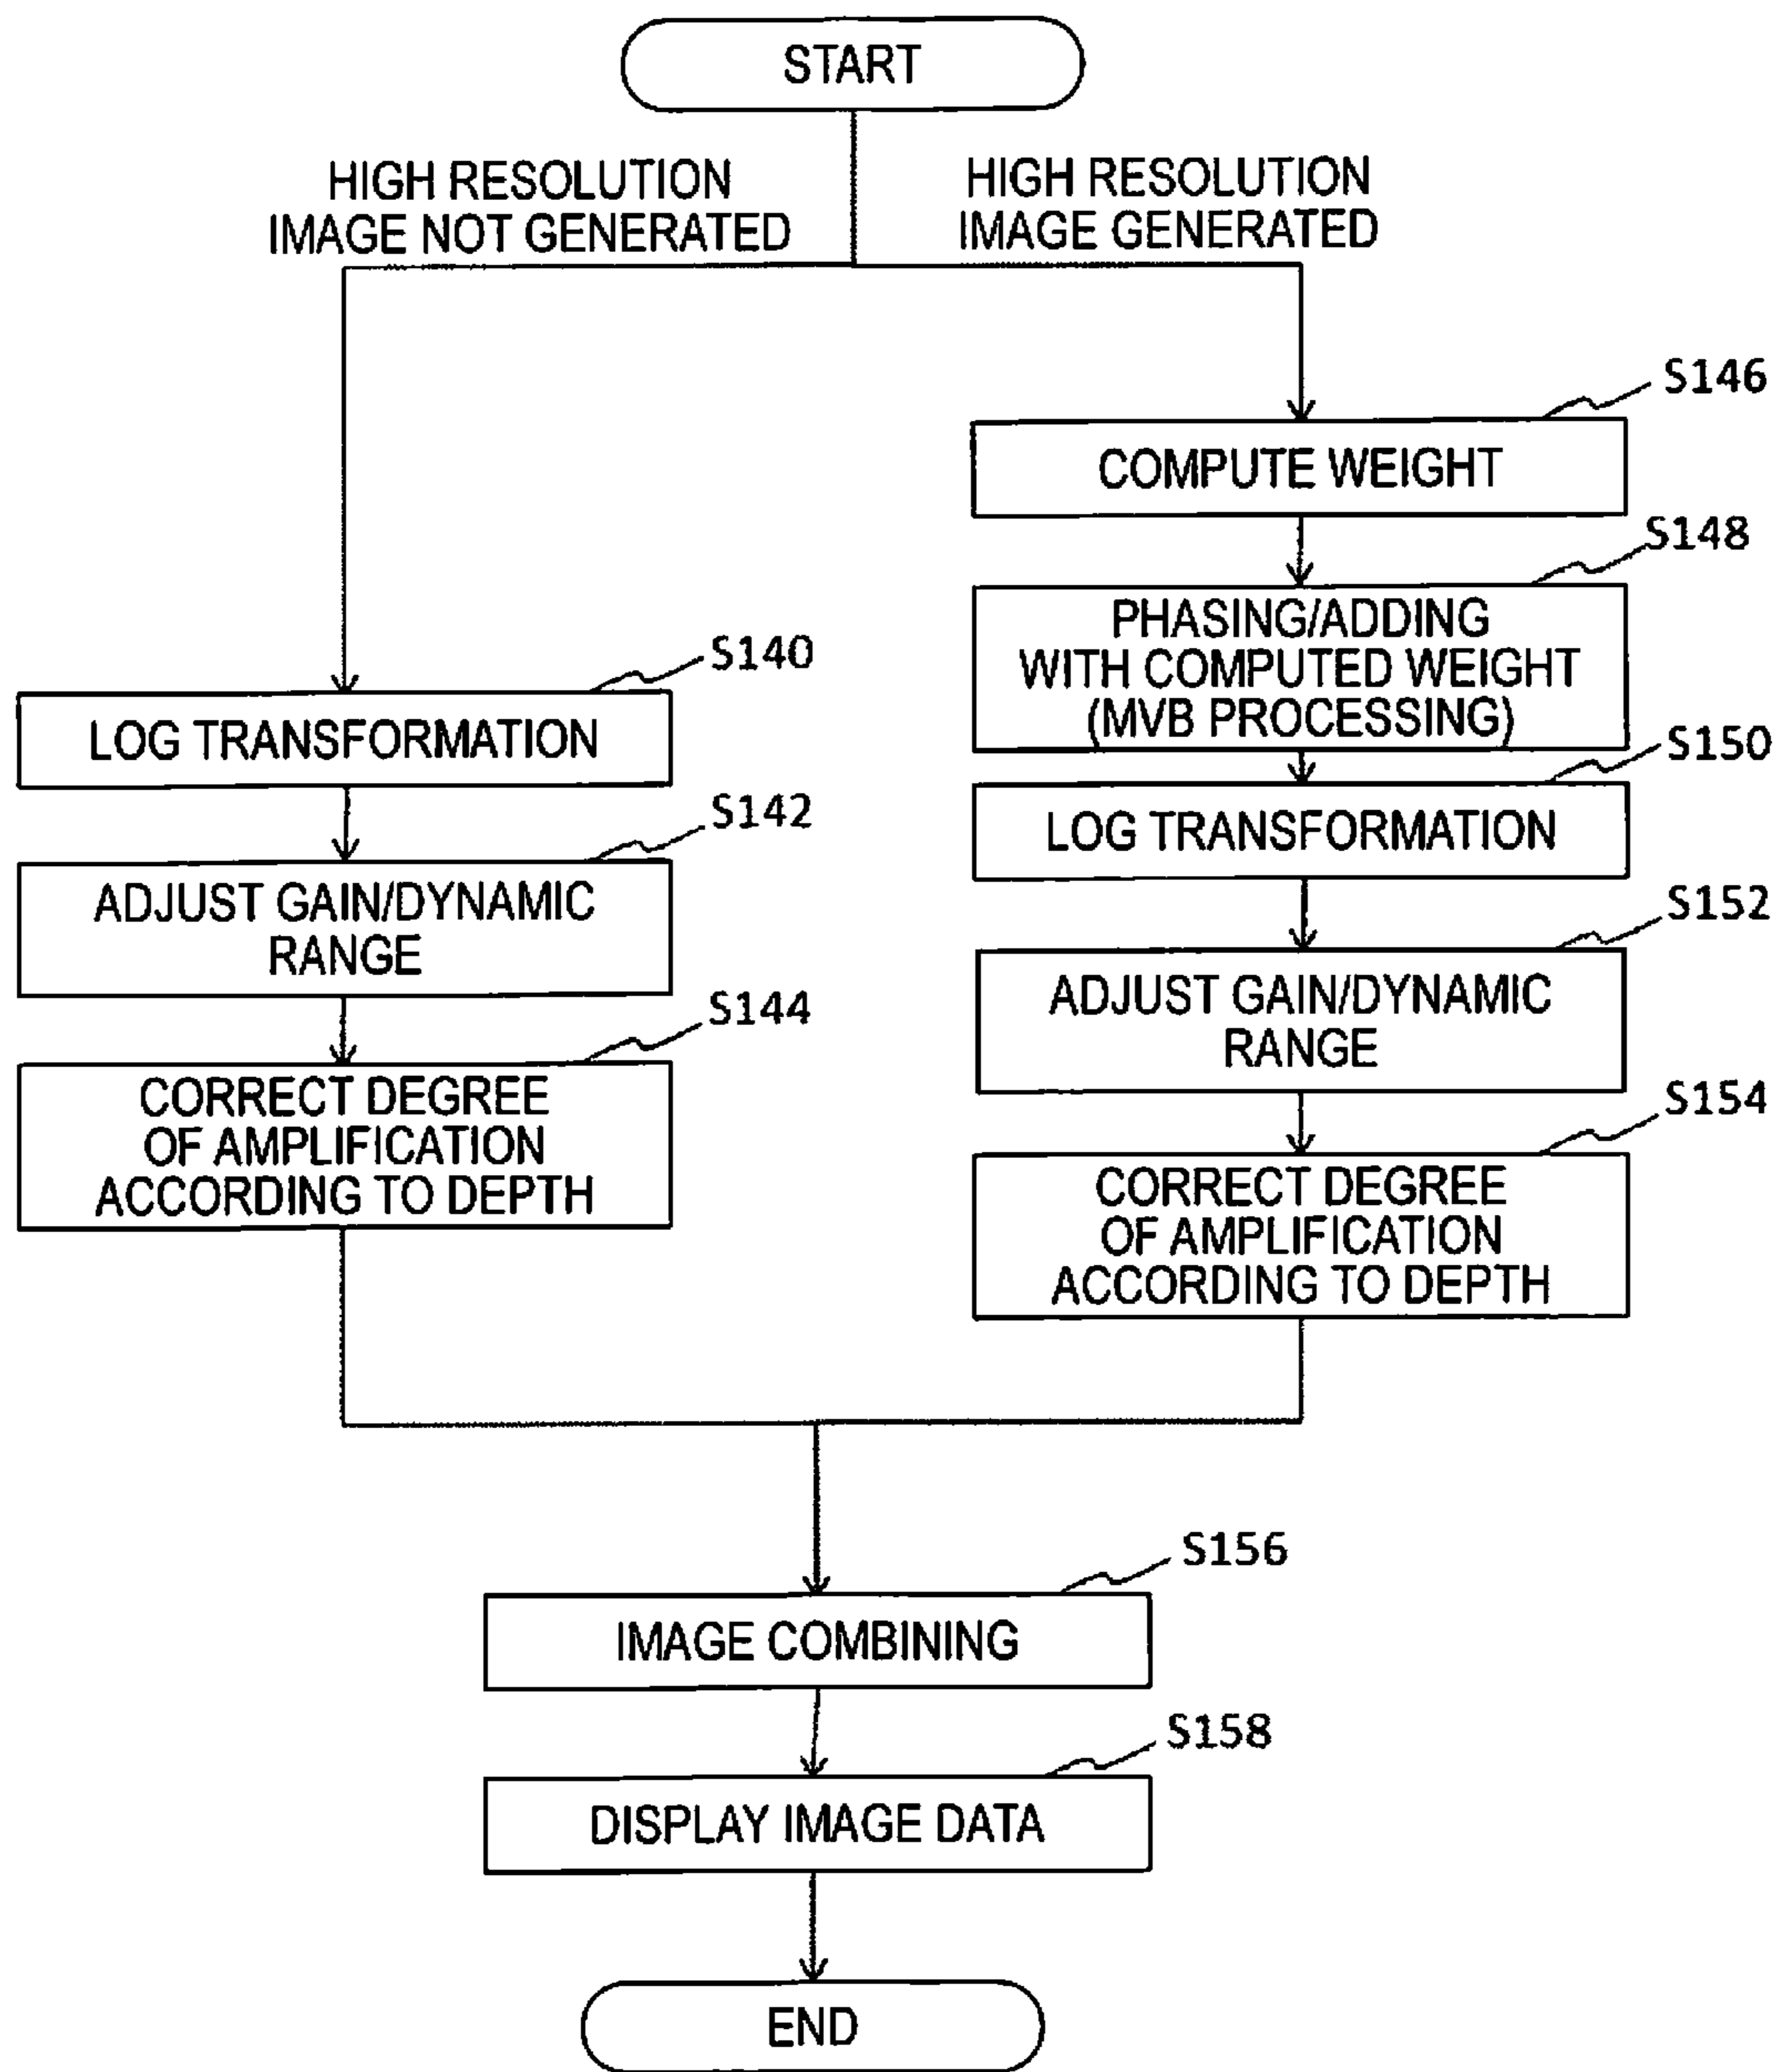 START
HIGH RESOLUTION
IMAGE NOT GENERATED
HIGH RESOLUTION
IMAGE GENERATED
S140
LOG TRANSFORMATION
S142
ADJUST GAIN/DYNAMIC
RANGE
S144
CORRECT DEGREE
OF AMPLIFICATION
ACCORDING TO DEPTH
S146
COMPUTE WEIGHT
S148
PHASING/ADDING
WITH COMPUTED WEIGHT
(MVB PROCESSING)
S150
LOG TRANSFORMATION
S152
ADJUST GAIN/DYNAMIC
RANGE
S154
CORRECT DEGREE
OF AMPLIFICATION
ACCORDING TO DEPTH
S156
IMAGE COMBINING
S158
DISPLAY IMAGE DATA
END